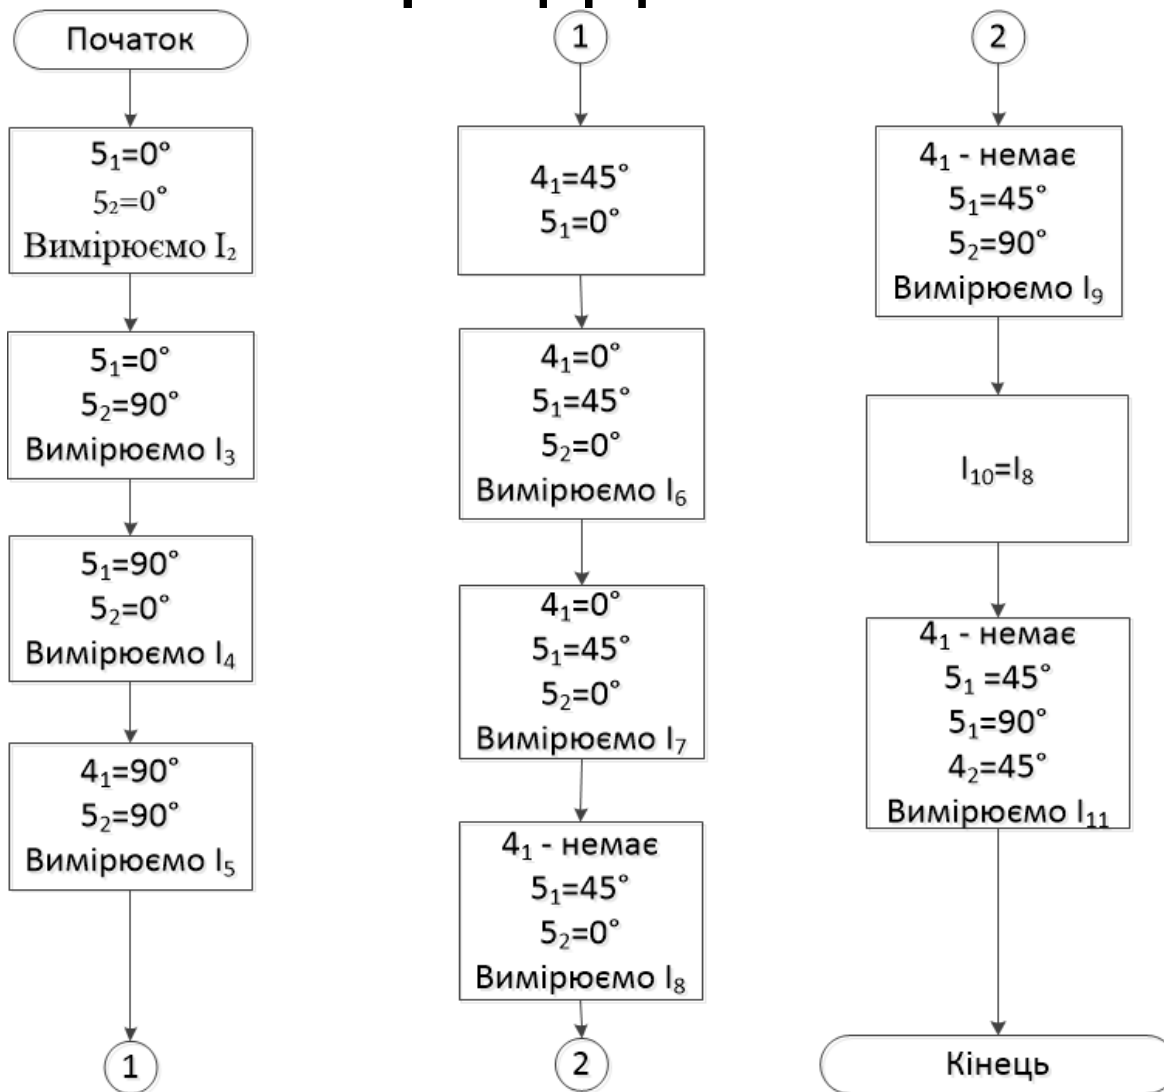 Початок
5₁=0°
5₂=0°
Вимірюємо I₂
5₁=0°
5₂=90°
Вимірюємо I₃
5₁=90°
5₂=0°
Вимірюємо I₄
4₁=90°
5₂=90°
Вимірюємо I₅
1
1
4₁=45°
5₁=0°
4₁=0°
5₁=45°
5₂=0°
Вимірюємо I₆
4₁=0°
5₁=45°
5₂=0°
Вимірюємо I₇
4₁ - немає
5₁=45°
5₂=0°
Вимірюємо I₈
2
2
4₁ - немає
5₁=45°
5₂=90°
Вимірюємо I₉
I₁₀=I₈
4₁ - немає
5₁ =45°
5₁=90°
4₂=45°
Вимірюємо I₁₁
Кінець